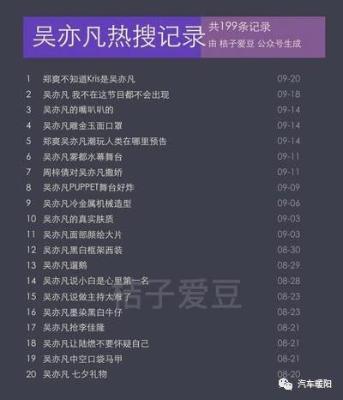 吴亦凡热搜记录
共199条记录
由 桔子爱豆 公众号生成
1 郑爽不知道Kris是吴亦凡 09-20
2 吴亦凡 我不在这节目都不会出现 09-18
3 吴亦凡的嘴叭叭的 09-14
4 吴亦凡雕金玉面口罩 09-14
5 郑爽吴亦凡潮玩人类在哪里预告 09-14
6 吴亦凡雾都水幕舞台 09-11
7 周梓倩对吴亦凡撒娇 09-11
8 吴亦凡PUPPET舞台好炸 09-09
9 吴亦凡冷金属机械造型 09-06
10 吴亦凡的真实肤质 09-03
11 吴亦凡面部颜绘大片 09-03
12 吴亦凡黑白框架西装 08-30
13 吴亦凡遛鹅 08-29
14 吴亦凡说小白是心里第一名 08-28
15 吴亦凡说做主持太难了 08-23
16 吴亦凡墨染黑白牛仔 08-23
17 吴亦凡抢李佳隆 08-21
18 吴亦凡让陆燃不要怀疑自己 08-21
19 吴亦凡中空口袋马甲 08-21
20 吴亦凡 七夕礼物
桔子爱豆
汽车暖阳